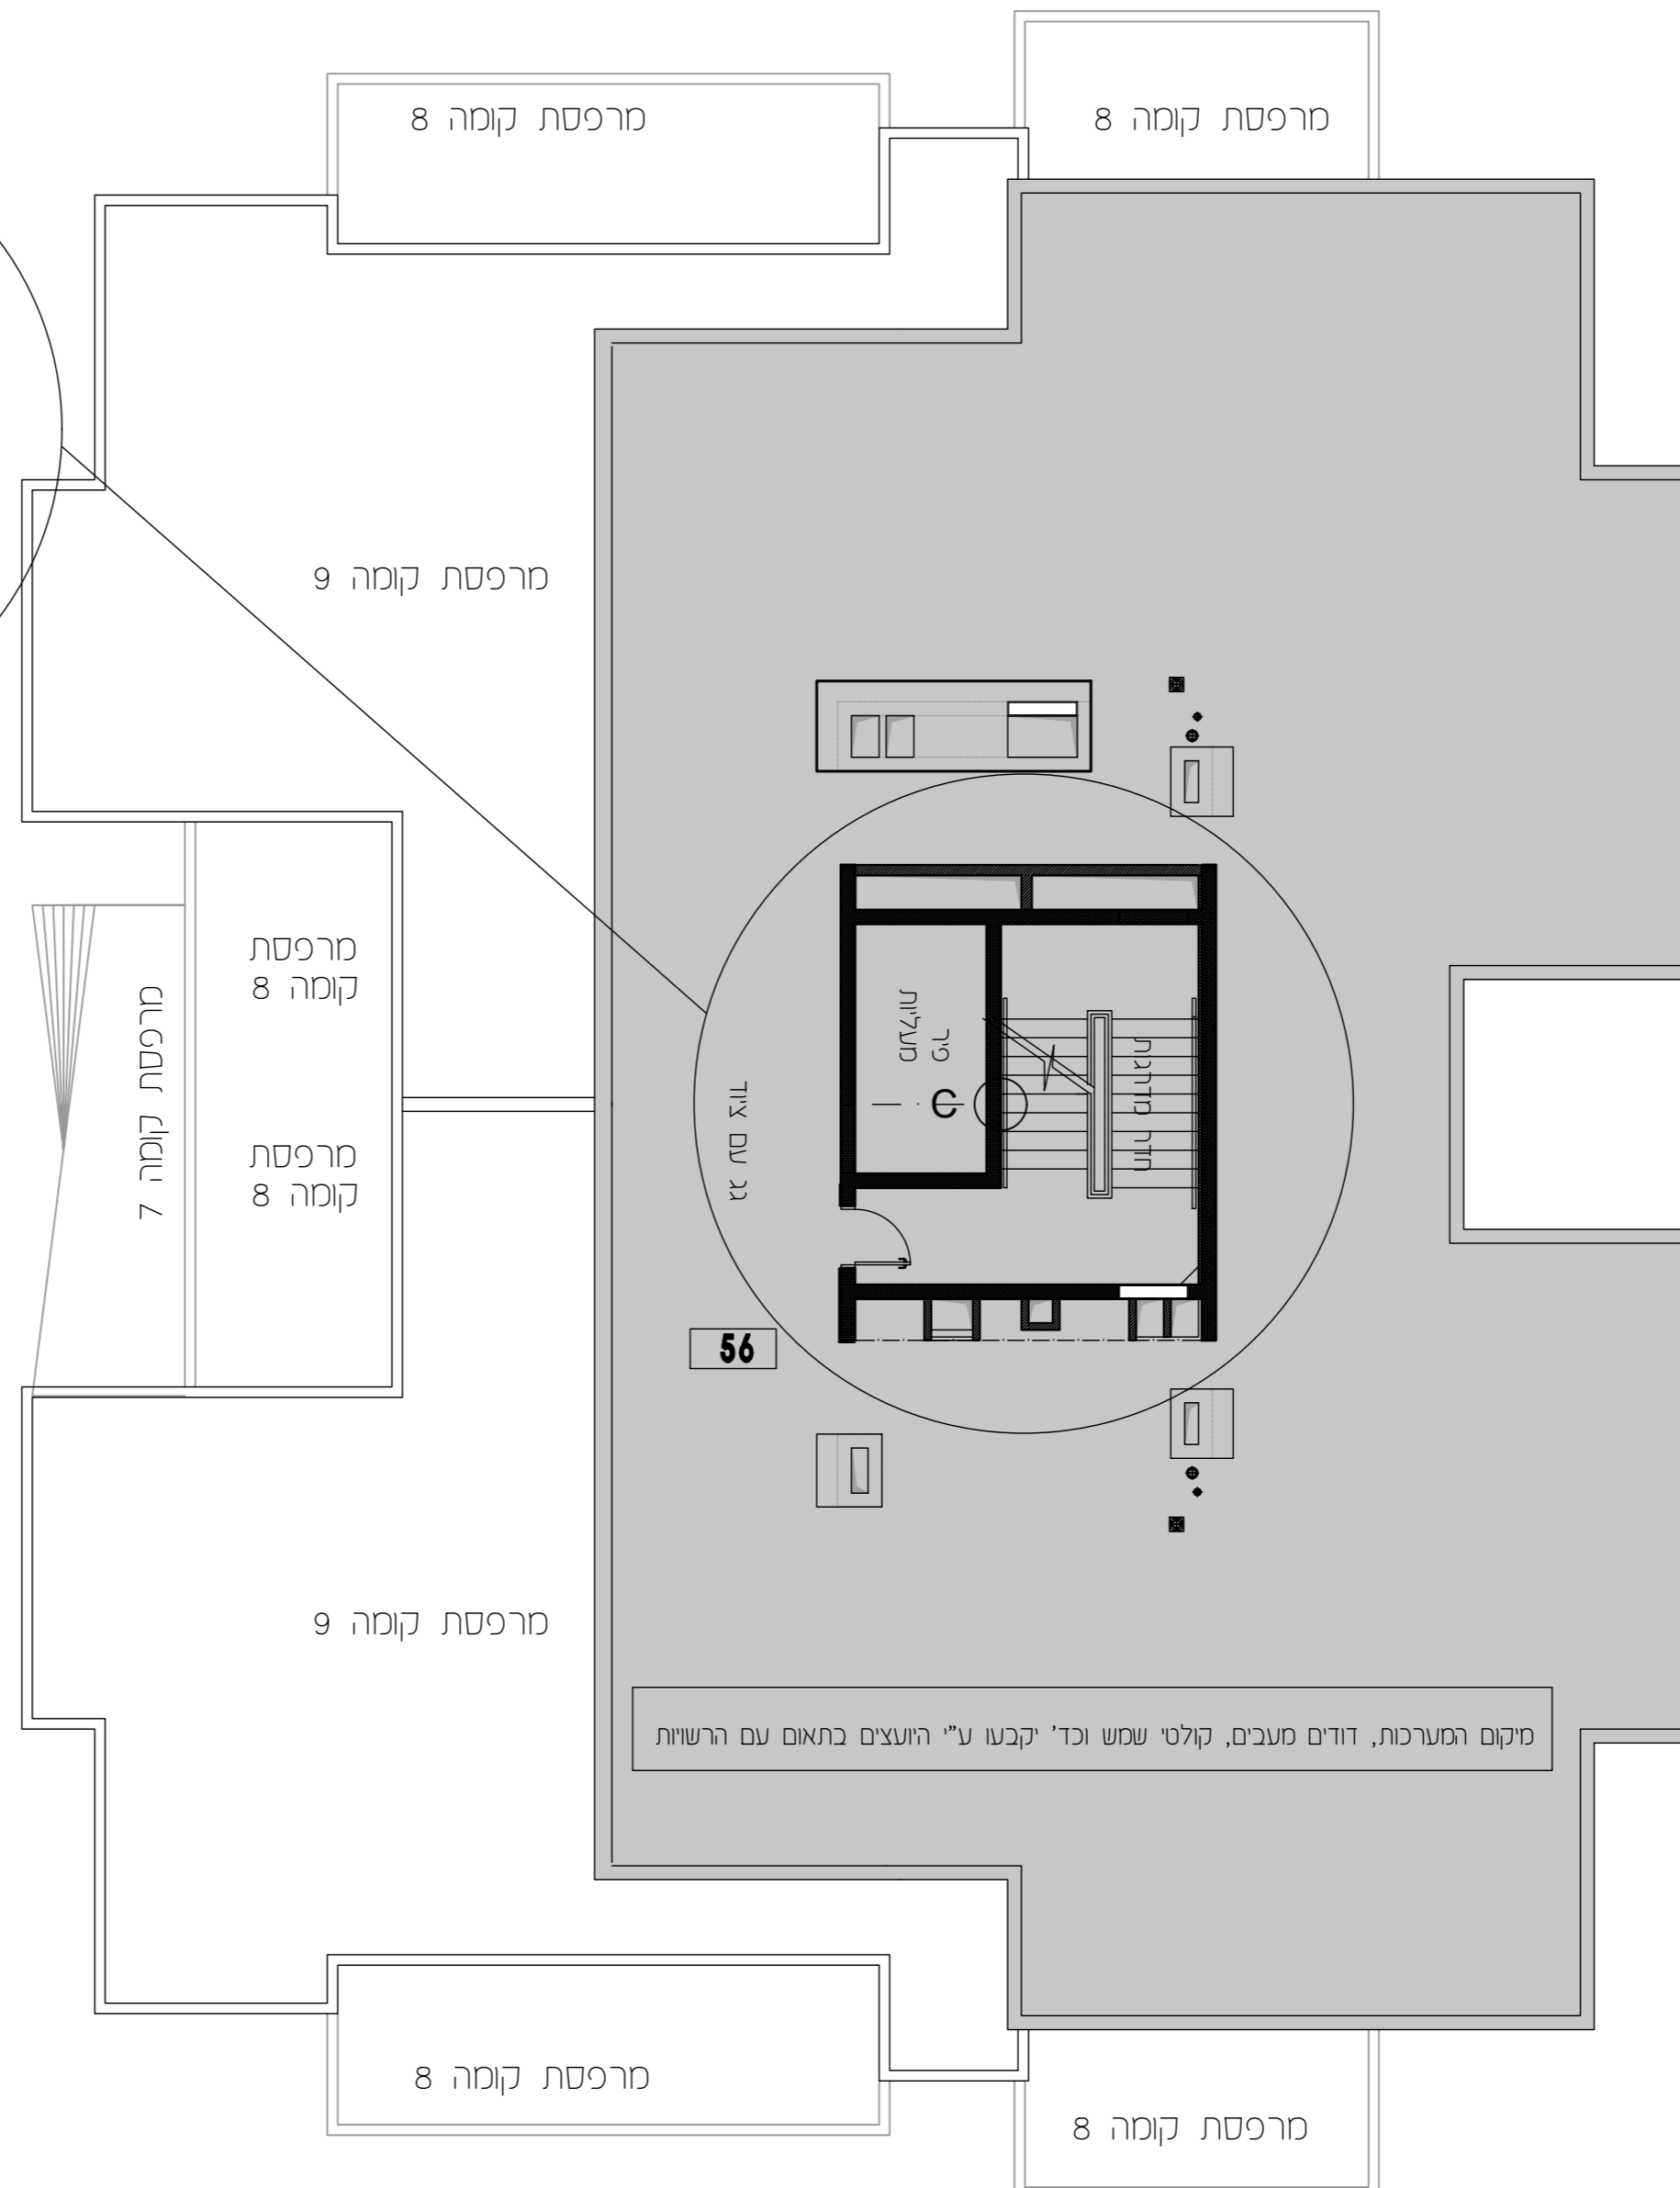 מרפסת קומה 8
מרפסת קומה 8
מרפסת קומה 9
מרפסת
קומה 8
מרפסת קומה 7
מרפסת
קומה 8
פיר
מעליות
חדר מדרגות
C
גג עם ציוד
56
מרפסת קומה 9
מיקום המערכות, דודים מעבים, קולטי שמש וכד' יקבעו ע"י היועצים בתאום עם הרשויות
מרפסת קומה 8
מרפסת קומה 8